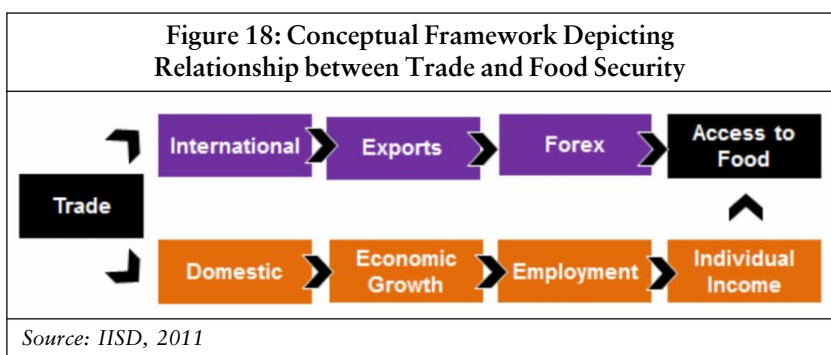 Figure 18: Conceptual Framework Depicting
Relationship between Trade and Food Security
International
Exports
Forex
Access to
Food
Trade
Domestic
Economic
Growth
Employment
Individual
Income
Source: IISD, 2011